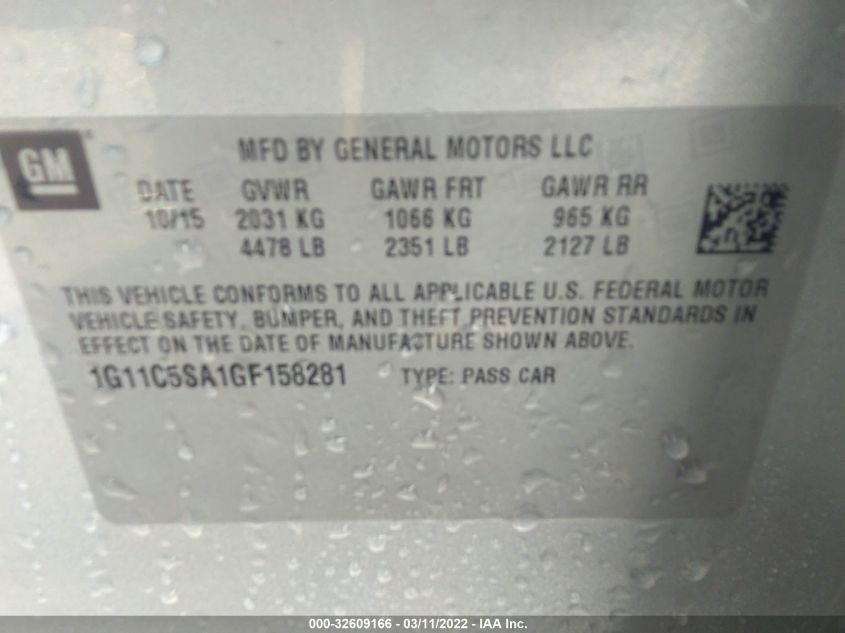 GM
MFD BY GENERAL MOTORS LLC
DATE GVWR GAWR FRT GAWR RR
10/15 2031 KG 1066 KG 965 KG
4478 LB 2351 LB 2127 LB
THIS VEHICLE CONFORMS TO ALL APPLICABLE U.S. FEDERAL MOTOR
VEHICLE SAFETY, BUMPER, AND THEFT PREVENTION STANDARDS IN
EFFECT ON THE DATE OF MANUFACTURE SHOWN ABOVE.
1G11C5SA1GF158281 TYPE: PASS CAR
000-32609166 - 03/11/2022 - IAA Inc.